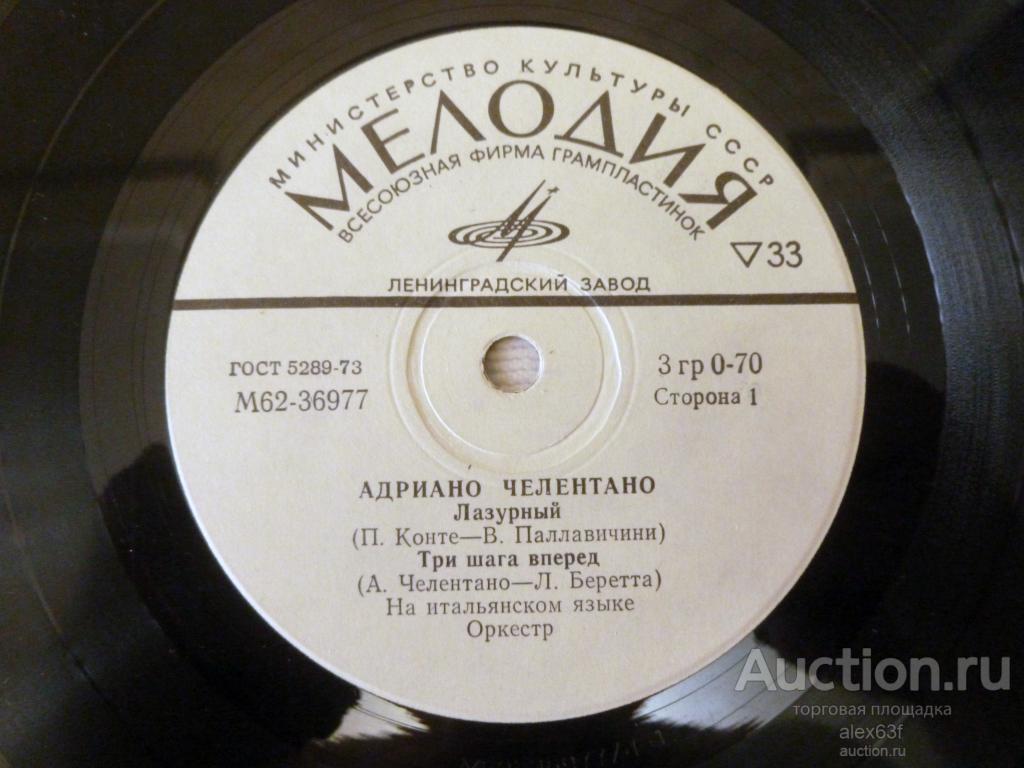 МИНИСТЕРСТВО КУЛЬТУРЫ СССР
МЕЛОДИЯ
ВСЕСОЮЗНАЯ ФИРМА ГРАМПЛАСТИНОК
▽33
ЛЕНИНГРАДСКИЙ ЗАВОД
ГОСТ 5289-73
М62-36977
3 гр 0-70
Сторона 1
АДРИАНО ЧЕЛЕНТАНО
Лазурный
(П. Конте—В. Паллавичини)
Три шага вперед
(А. Челентано—Л. Беретта)
На итальянском языке
Оркестр
Auction.ru
торговая площадка
alex63f
auction.ru